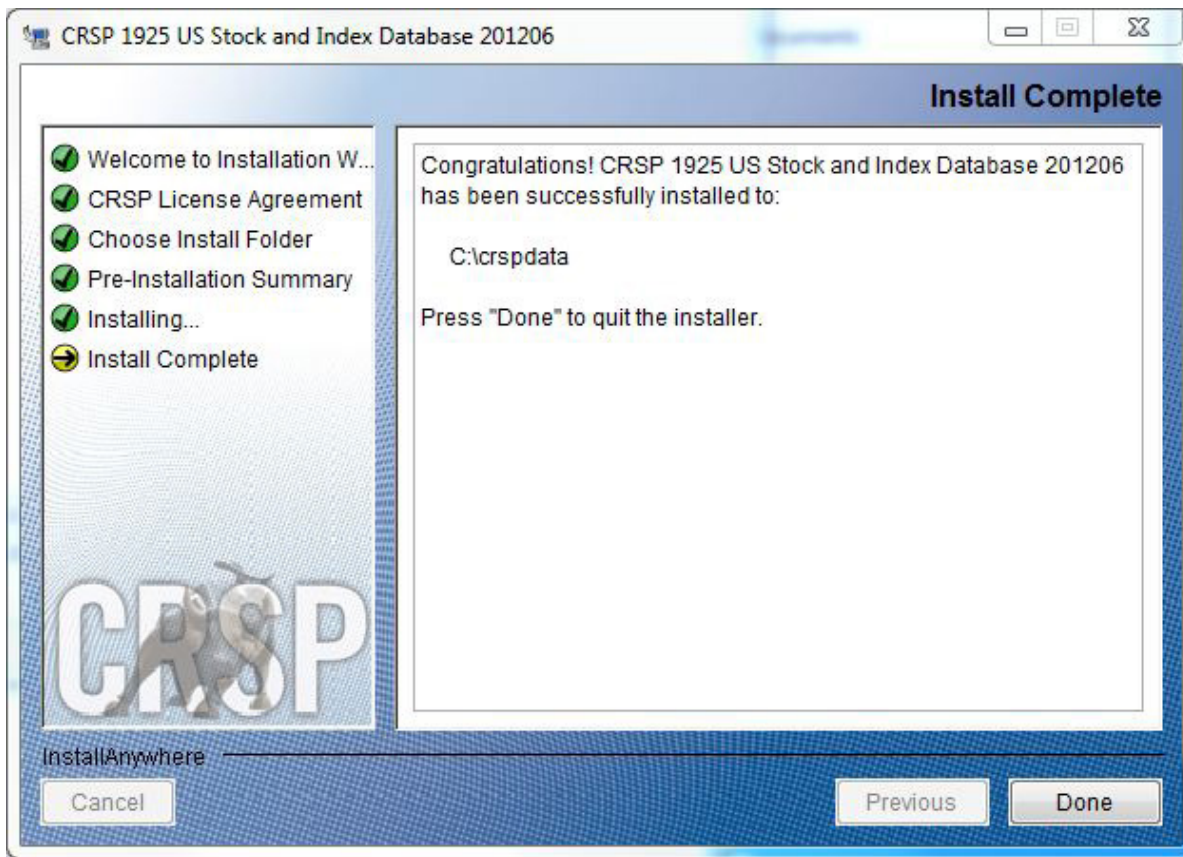 CRSP 1925 US Stock and Index Database 201206
Install Complete
Welcome to Installation W...
CRSP License Agreement
Choose Install Folder
Pre-Installation Summary
Installing...
Install Complete
Congratulations! CRSP 1925 US Stock and Index Database 201206
has been successfully installed to:
C:\crspdata
Press "Done" to quit the installer.
CRSP
InstallAnywhere
Cancel
Previous
Done